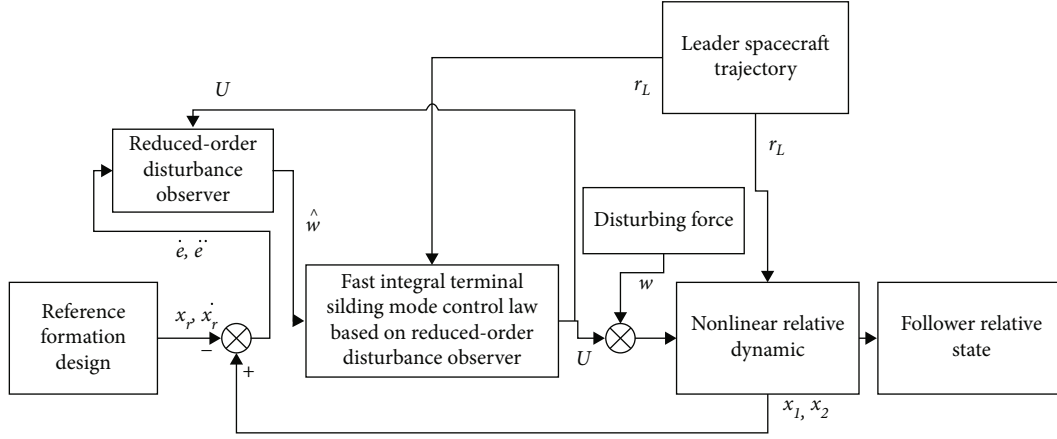 Leader spacecraft
trajectory
r_L
U
Reduced-order
disturbance
observer
r_L
ŵ
Disturbing force
ė, ë
w
Fast integral terminal
silding mode control law
based on reduced-order
disturbance observer
Reference
formation
design
x_r, ẋ_r
−
+
U
Nonlinear relative
dynamic
Follower relative
state
x_1, x_2